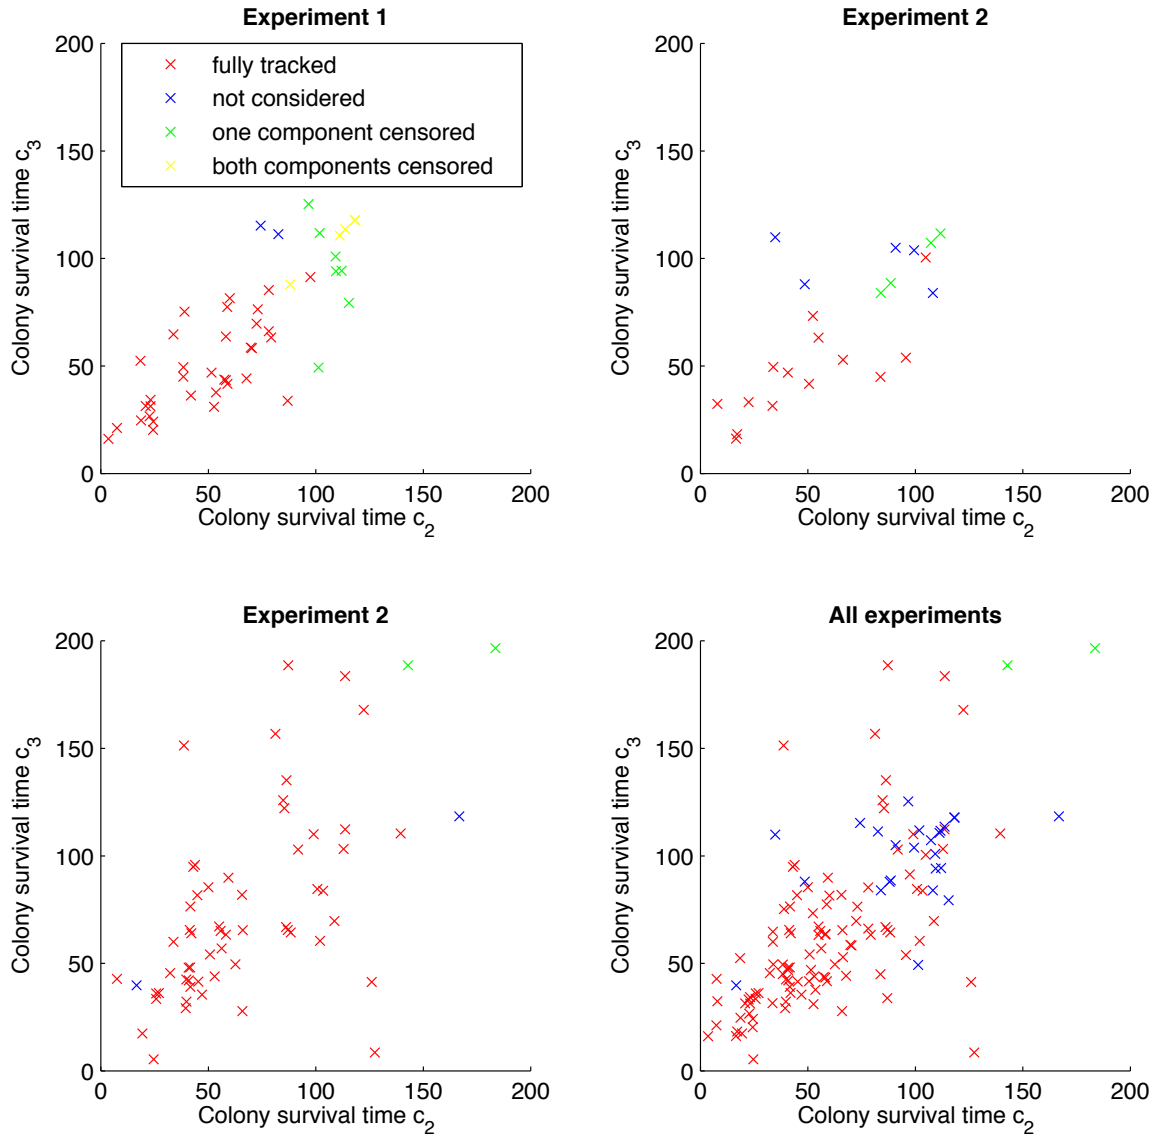 Experiment 1
200
150
100
50
0
0 50 100 150 200
Colony survival time c3
Colony survival time c2
fully tracked
not considered
one component censored
both components censored
Experiment 2
200
150
100
50
0
0 50 100 150 200
Colony survival time c3
Colony survival time c2
Experiment 2
200
150
100
50
0
0 50 100 150 200
Colony survival time c3
Colony survival time c2
All experiments
200
150
100
50
0
0 50 100 150 200
Colony survival time c3
Colony survival time c2